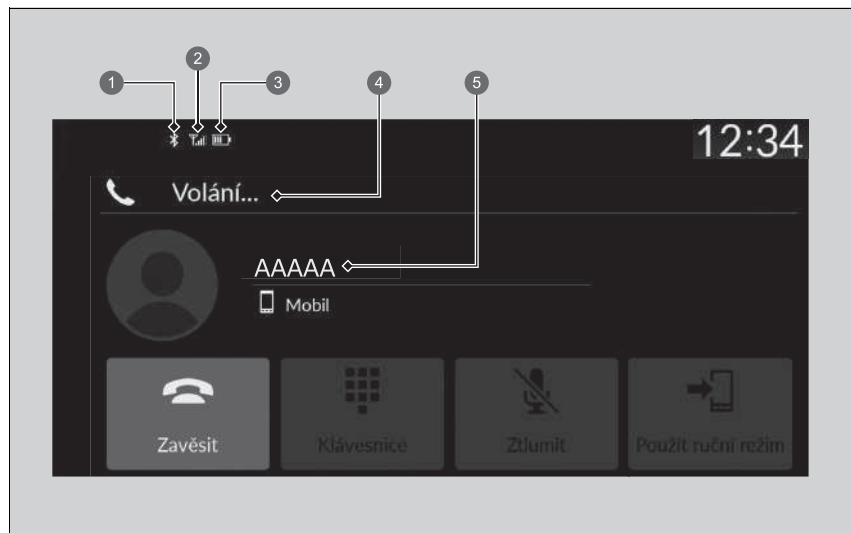 2
1
3
4
5
12:34
Volání...
AAAAA
Mobil
Zavěsit
Klávesnice
Ztlumit
Použít ruční režim